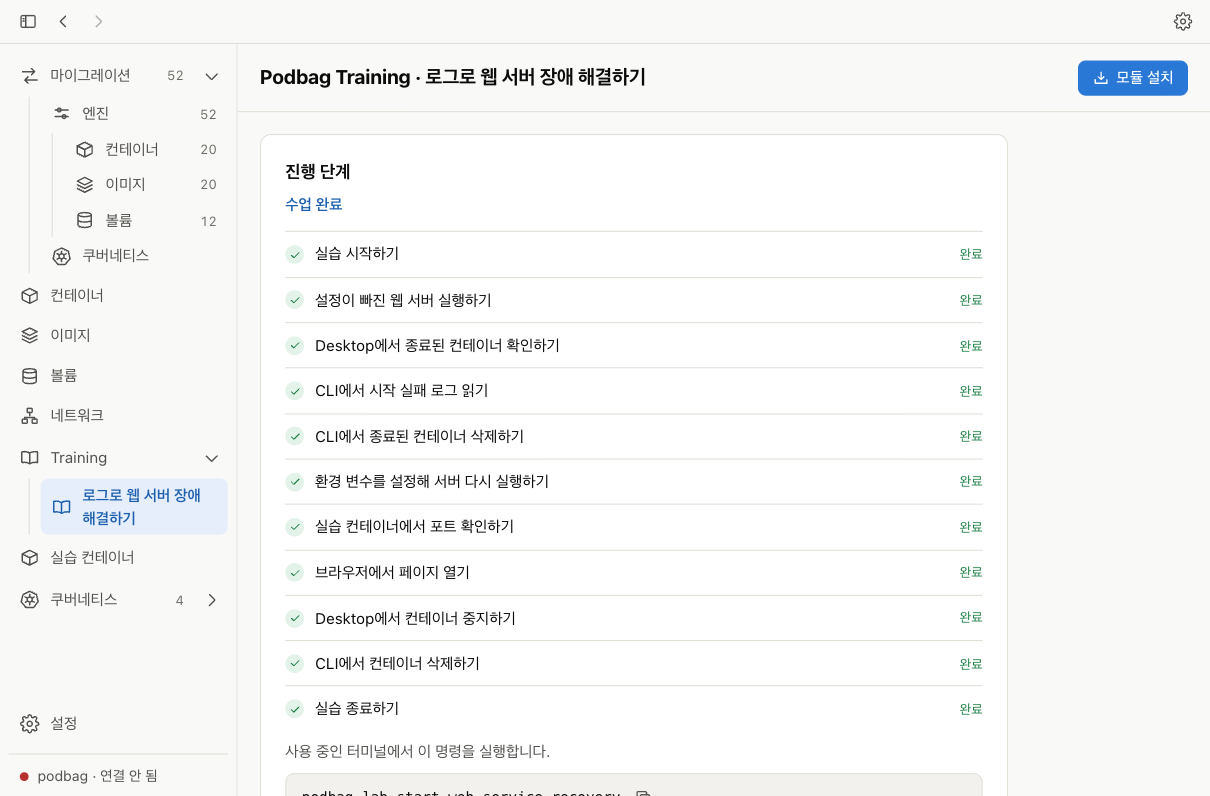 Podbag Training · 로그로 웹 서버 장애 해결하기
모듈 설치
마이그레이션 52
엔진 52
컨테이너 20
이미지 20
볼륨 12
쿠버네티스
컨테이너
이미지
볼륨
네트워크
Training
로그로 웹 서버 장애
해결하기
실습 컨테이너
쿠버네티스 4
설정
podbag · 연결 안 됨
진행 단계
수업 완료
실습 시작하기 완료
설정이 빠진 웹 서버 실행하기 완료
Desktop에서 종료된 컨테이너 확인하기 완료
CLI에서 시작 실패 로그 읽기 완료
CLI에서 종료된 컨테이너 삭제하기 완료
환경 변수를 설정해 서버 다시 실행하기 완료
실습 컨테이너에서 포트 확인하기 완료
브라우저에서 페이지 열기 완료
Desktop에서 컨테이너 중지하기 완료
CLI에서 컨테이너 삭제하기 완료
실습 종료하기 완료
사용 중인 터미널에서 이 명령을 실행합니다.
podbag lab start web-service-recovery